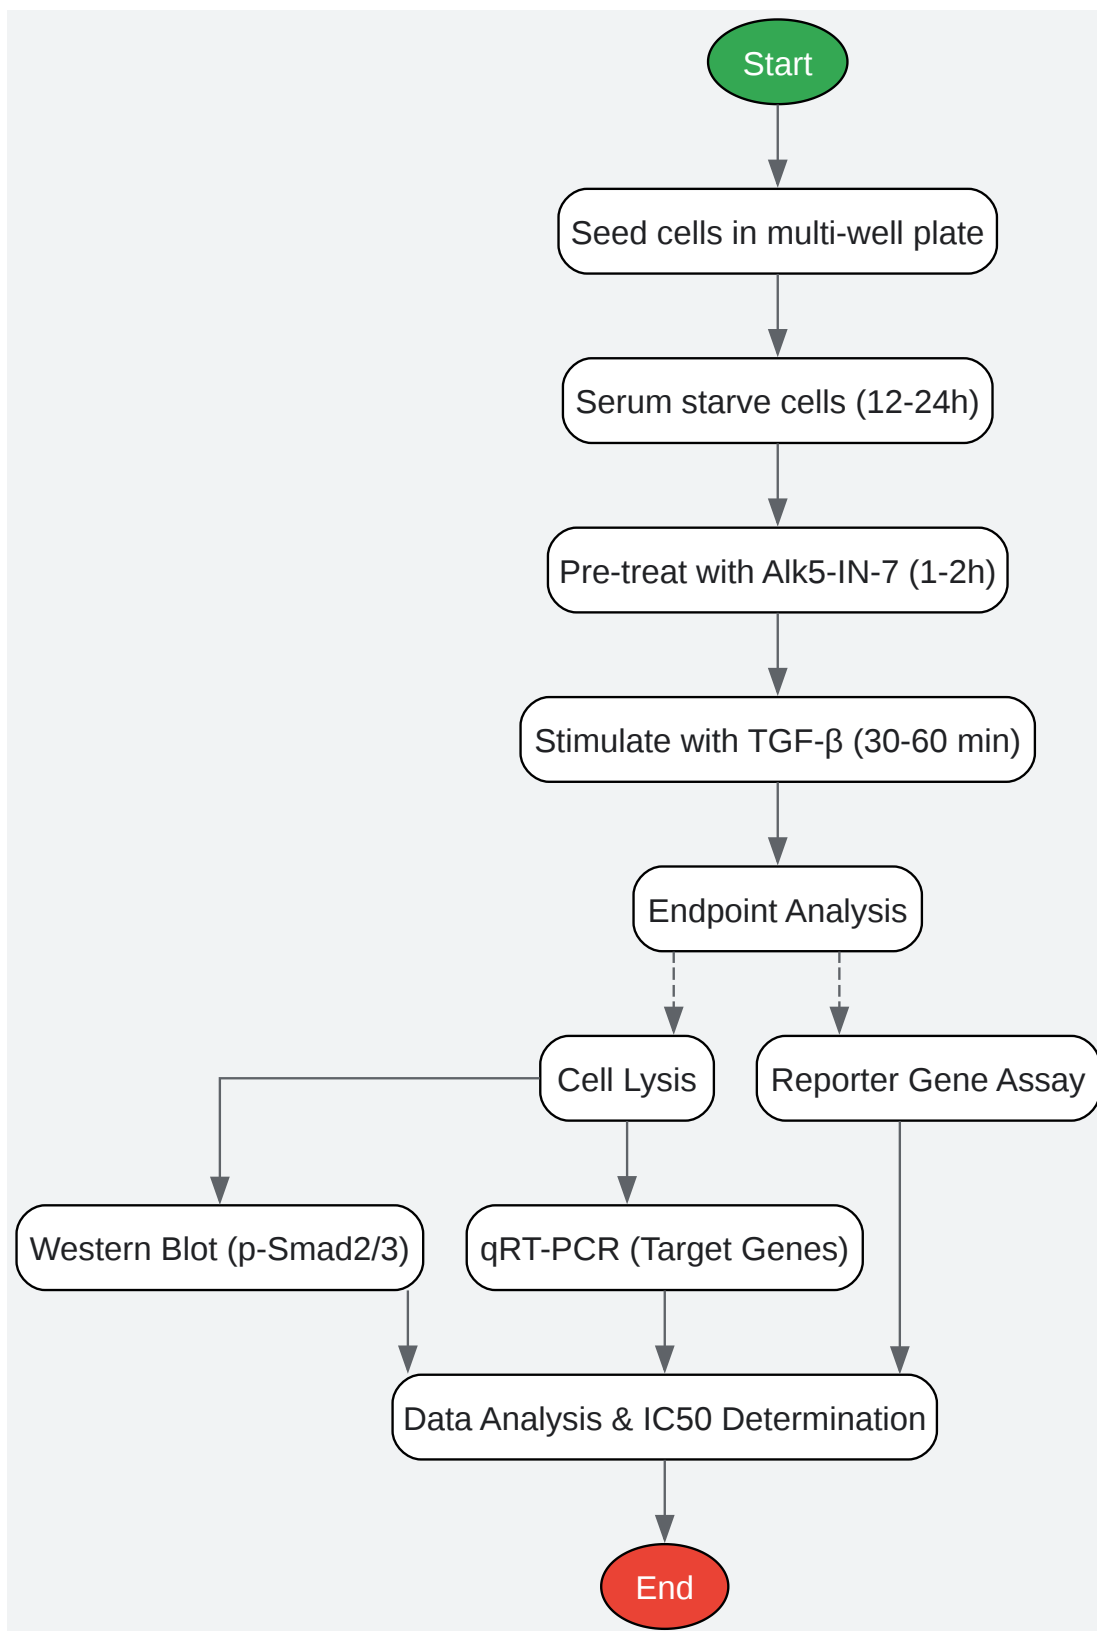 Start
Seed cells in multi-well plate
Serum starve cells (12-24h)
Pre-treat with Alk5-IN-7 (1-2h)
Stimulate with TGF-β (30-60 min)
Endpoint Analysis
Cell Lysis
Reporter Gene Assay
Western Blot (p-Smad2/3)
qRT-PCR (Target Genes)
Data Analysis & IC50 Determination
End